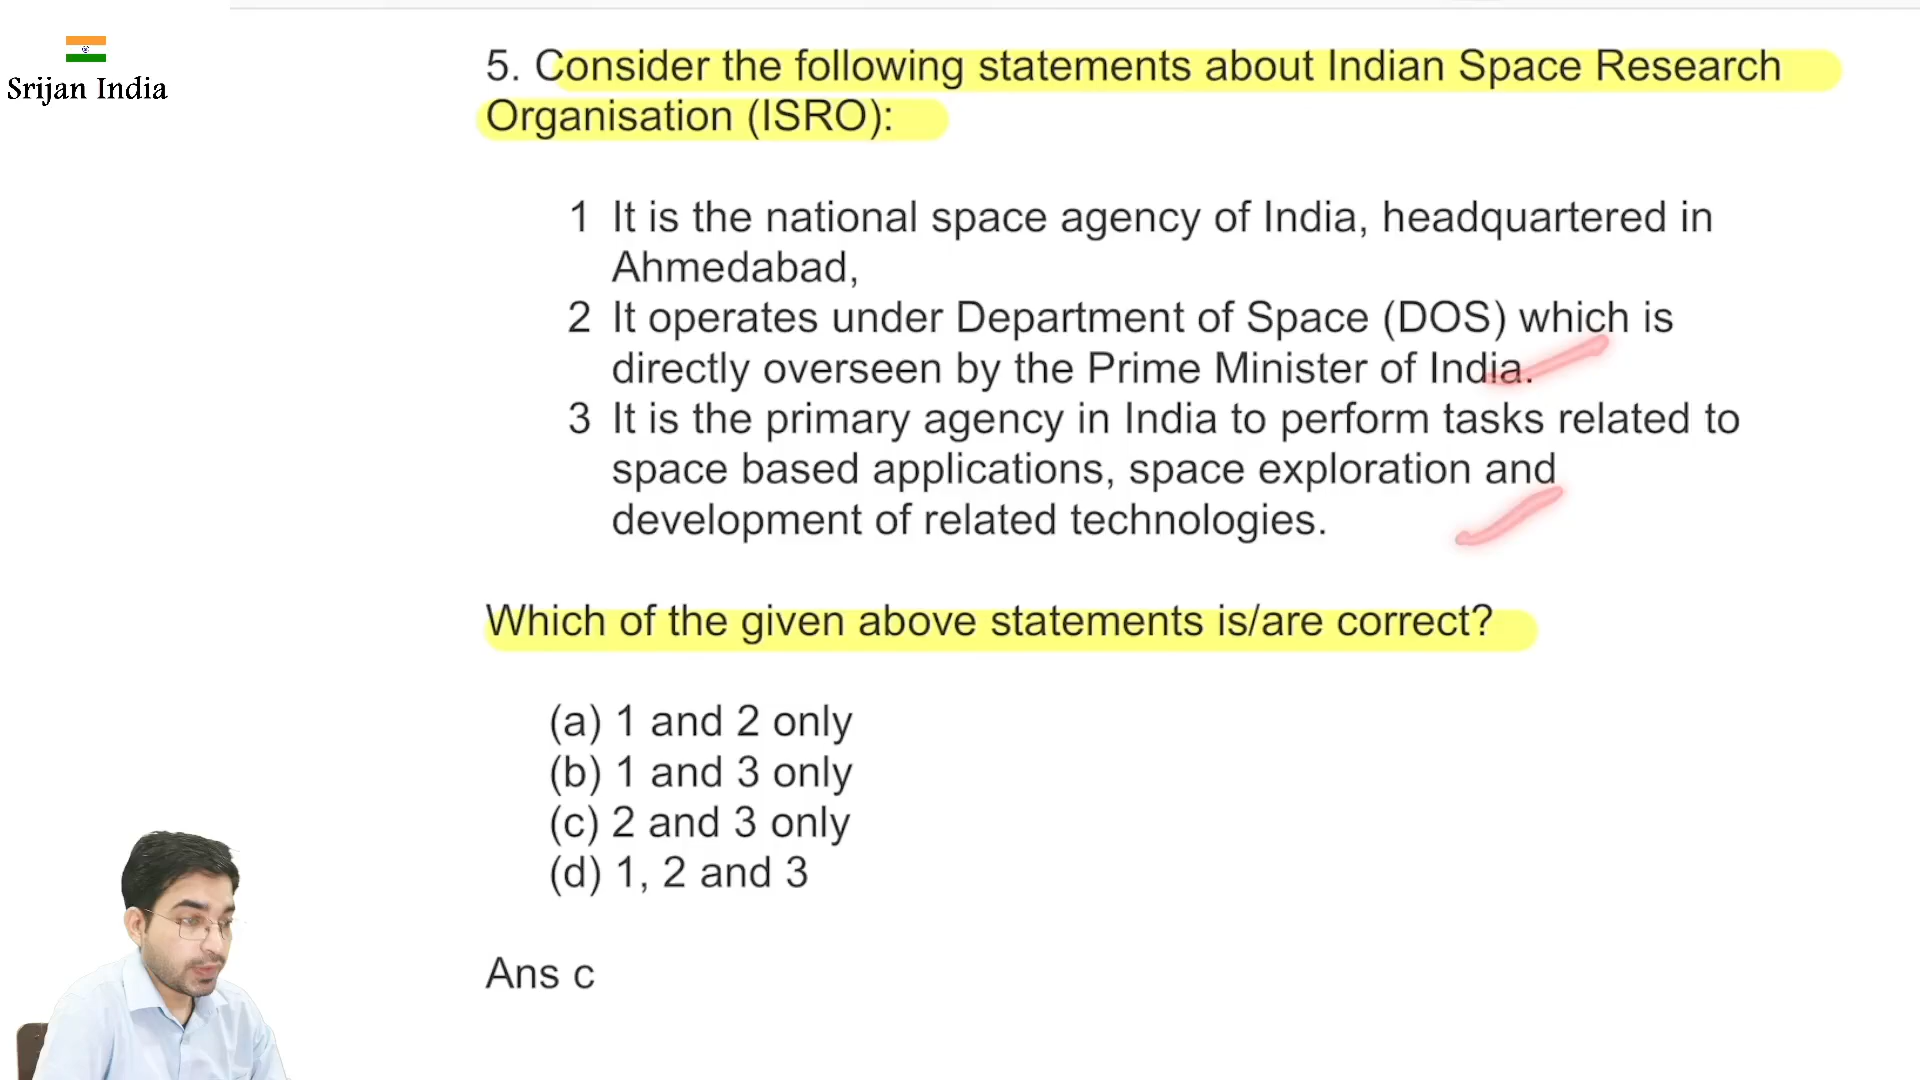 Srijan India
5. Consider the following statements about Indian Space Research
Organisation (ISRO):
1 It is the national space agency of India, headquartered in
Ahmedabad,
2 It operates under Department of Space (DOS) which is
directly overseen by the Prime Minister of India.
3 It is the primary agency in India to perform tasks related to
space based applications, space exploration and
development of related technologies.
Which of the given above statements is/are correct?
(a) 1 and 2 only
(b) 1 and 3 only
(c) 2 and 3 only
(d) 1, 2 and 3
Ans c